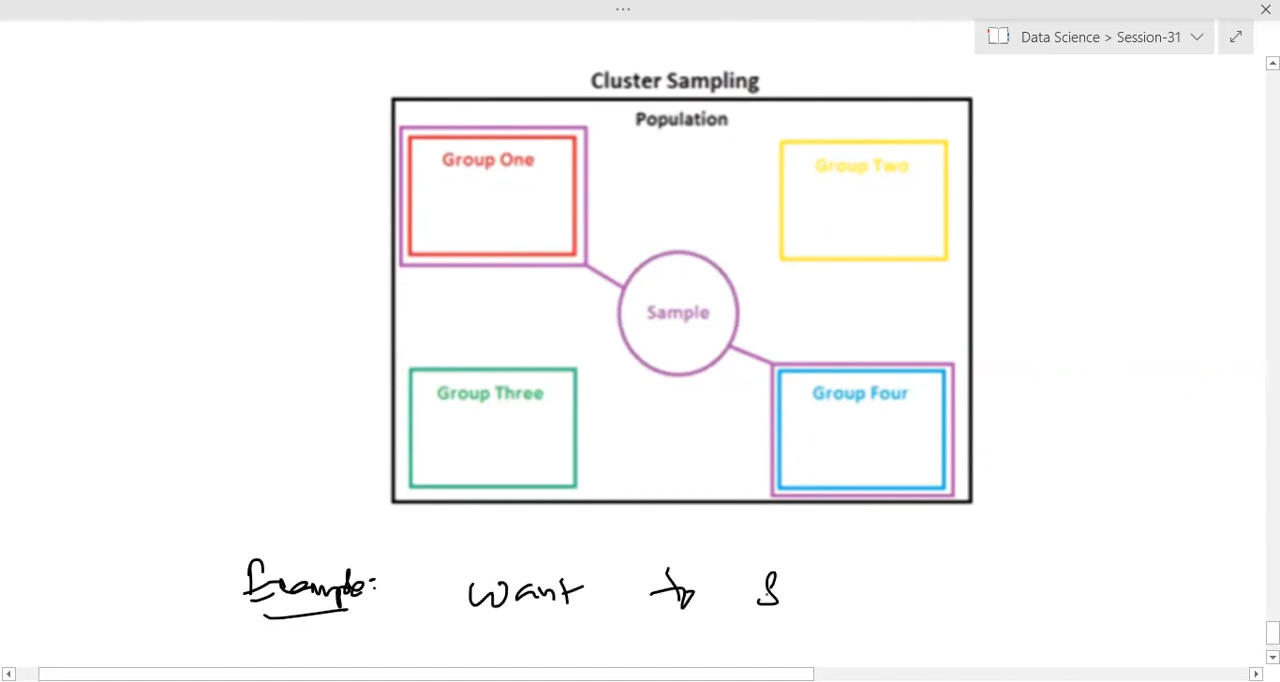 Data Science > Session-31
Cluster Sampling
Population
Group One
Group Two
Sample
Group Three
Group Four
Example: Want to S